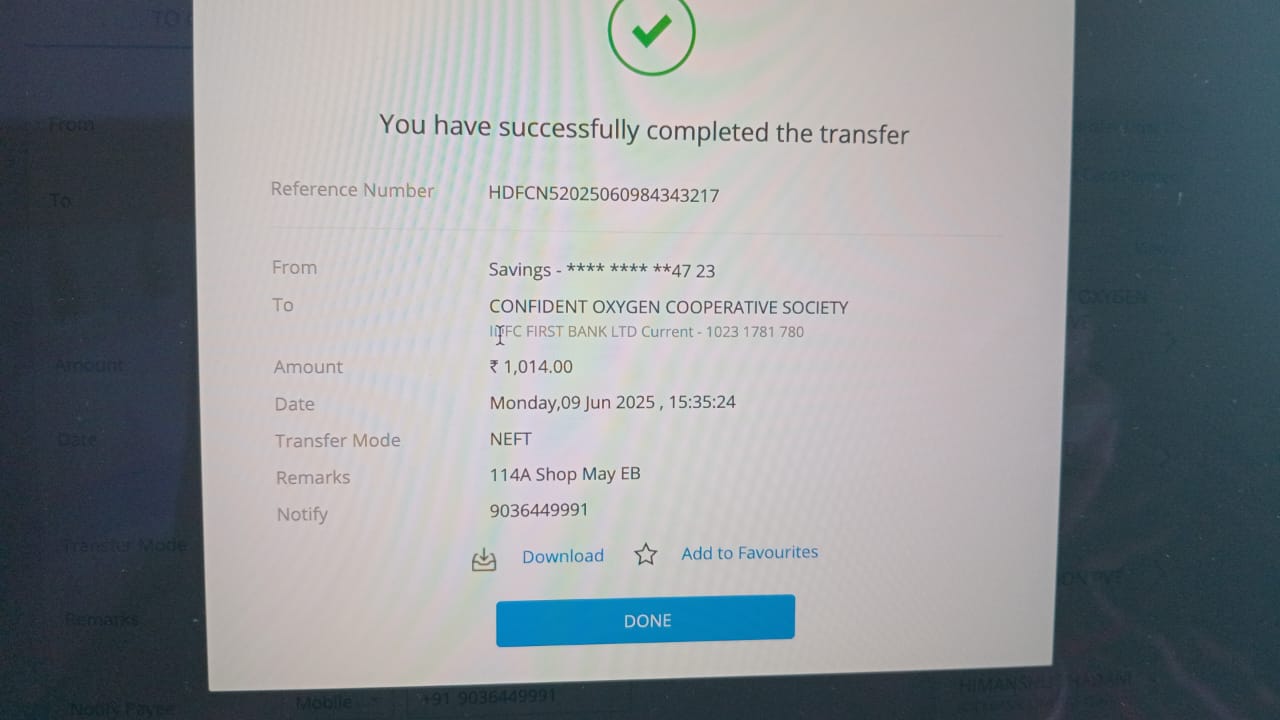 TO
You have successfully completed the transfer
Reference Number HDFCN52025060984343217
From Savings - **** **** **47 23
To CONFIDENT OXYGEN COOPERATIVE SOCIETY
IDFC FIRST BANK LTD Current - 1023 1781 780
Amount ₹ 1,014.00
Date Monday,09 Jun 2025 , 15:35:24
Transfer Mode NEFT
Remarks 114A Shop May EB
Notify 9036449991
Download Add to Favourites
DONE
From
To
Amount
Date
Transfer Mode
Remarks
Notify Payee Mobile +91 9036449991
OXYGEN